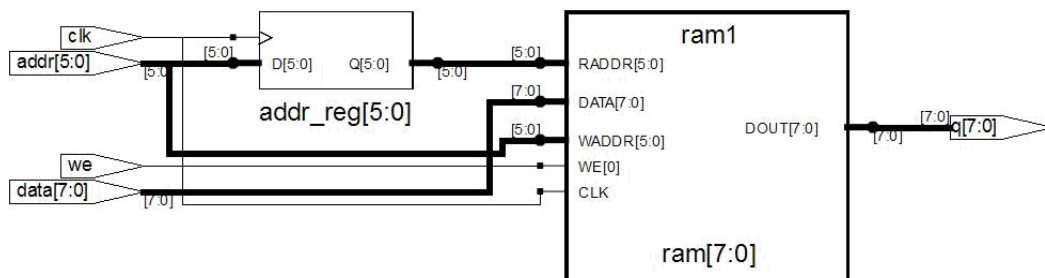 clk
addr[5:0]
[5:0]
[5:0]
D[5:0]
Q[5:0]
[5:0]
addr_reg[5:0]
we
data[7:0]
[7:0]
ram1
[5:0]
RADDR[5:0]
[7:0]
DATA[7:0]
[5:0]
WADDR[5:0]
WE[0]
CLK
DOUT[7:0]
ram[7:0]
[7:0]
[7:0]
q[7:0]